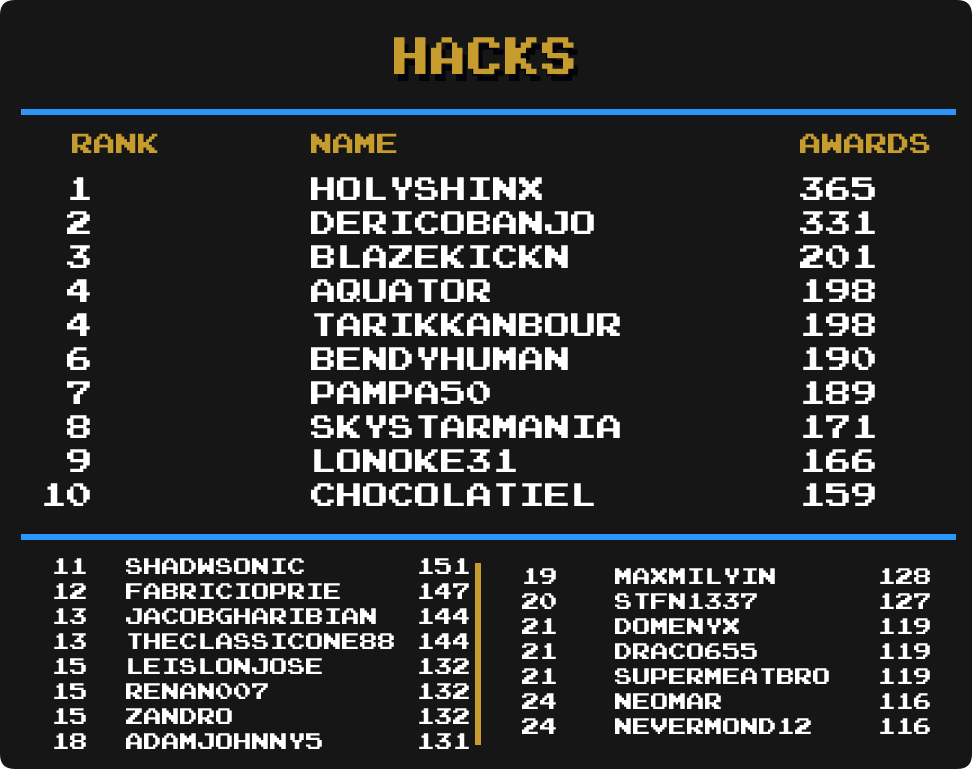 HACKS
RANK NAME AWARDS
1 HOLYSHINX 365
2 DERICOBANJO 331
3 BLAZEKICKN 201
4 AQUATOR 198
4 TARIKKANBOUR 198
6 BENDYHUMAN 190
7 PAMPA50 189
8 SKYSTARMANIA 171
9 LONOKE31 166
10 CHOCOLATIEL 159
11 SHADWSONIC 151
12 FABRICIOPRIE 147
13 JACOBGHARIBIAN 144
13 THECLASSICONE88 144
15 LEISLONJOSE 132
15 RENAN007 132
15 ZANDRO 132
18 ADAMJOHNNY5 131
19 MAXMILYIN 128
20 STFN1337 127
21 DOMENYX 119
21 DRACO655 119
21 SUPERMEATBRO 119
24 NEOMAR 116
24 NEVERMOND12 116